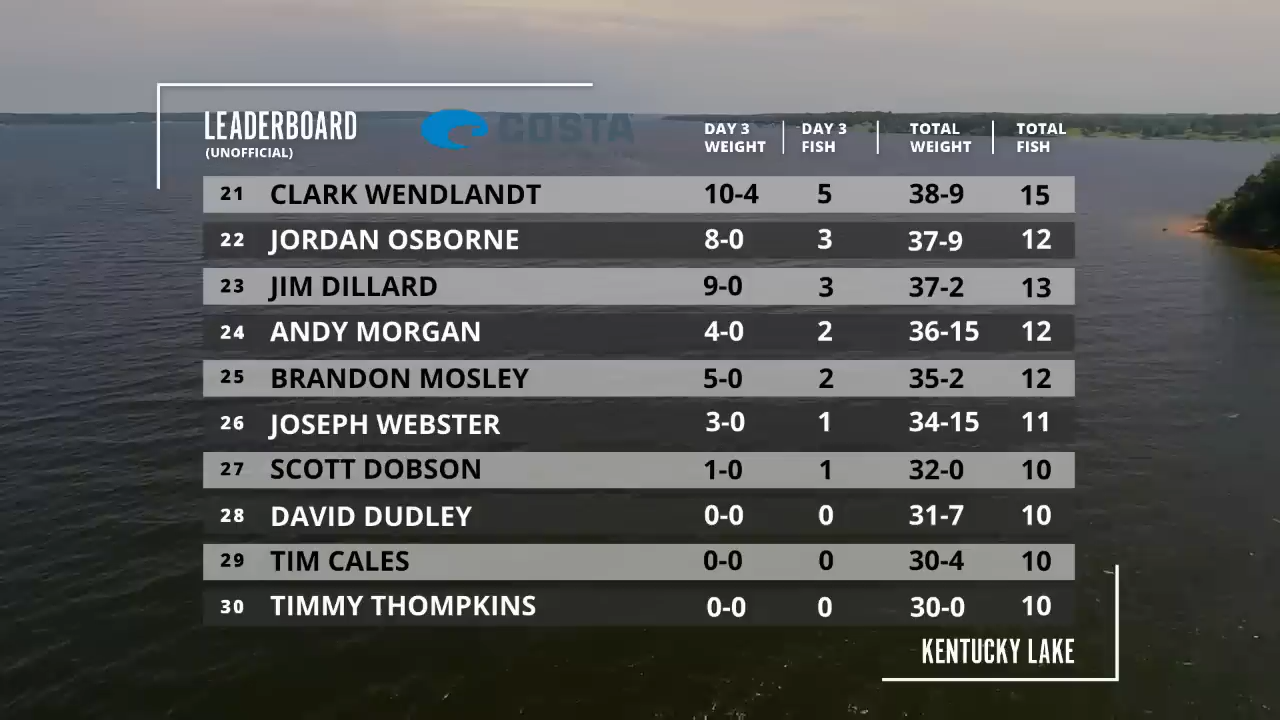 LEADERBOARD
(UNOFFICIAL)
COSTA
DAY 3 WEIGHT DAY 3 FISH TOTAL WEIGHT TOTAL FISH
21 CLARK WENDLANDT 10-4 5 38-9 15
22 JORDAN OSBORNE 8-0 3 37-9 12
23 JIM DILLARD 9-0 3 37-2 13
24 ANDY MORGAN 4-0 2 36-15 12
25 BRANDON MOSLEY 5-0 2 35-2 12
26 JOSEPH WEBSTER 3-0 1 34-15 11
27 SCOTT DOBSON 1-0 1 32-0 10
28 DAVID DUDLEY 0-0 0 31-7 10
29 TIM CALES 0-0 0 30-4 10
30 TIMMY THOMPKINS 0-0 0 30-0 10
KENTUCKY LAKE